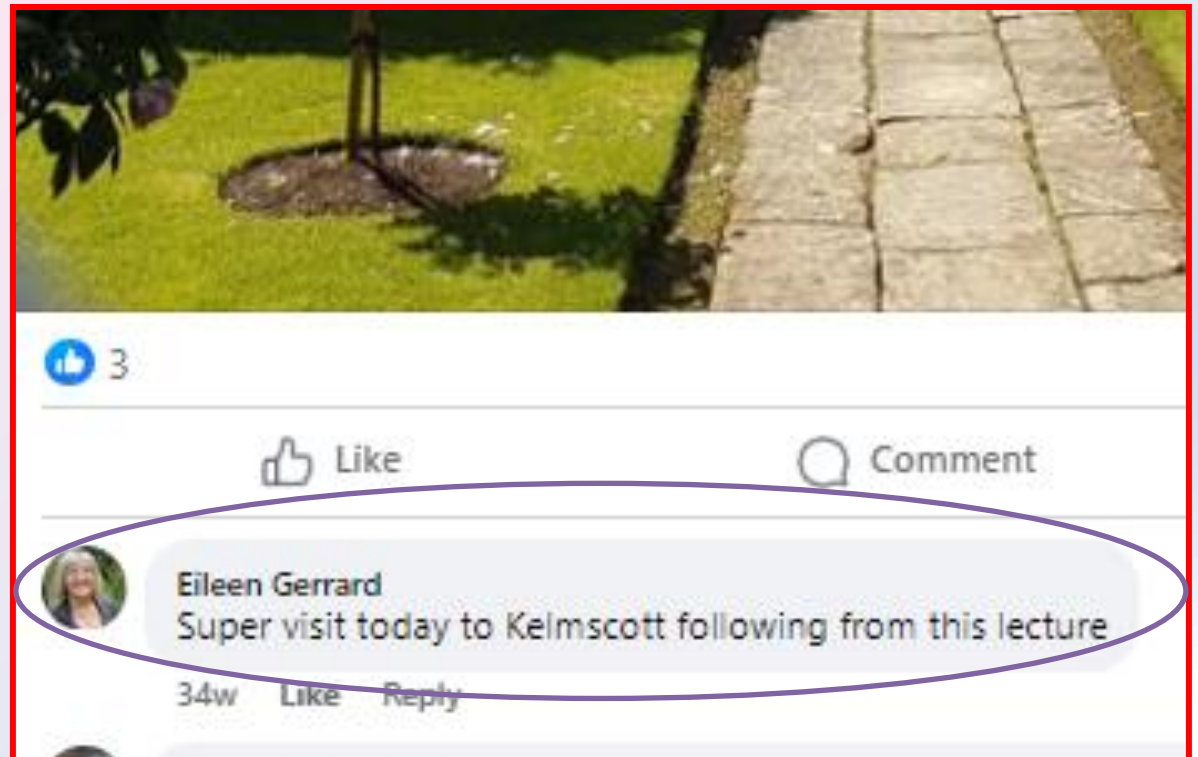 3
Like Comment
Eileen Gerrard
Super visit today to Kelmscott following from this lecture
34w Like Reply